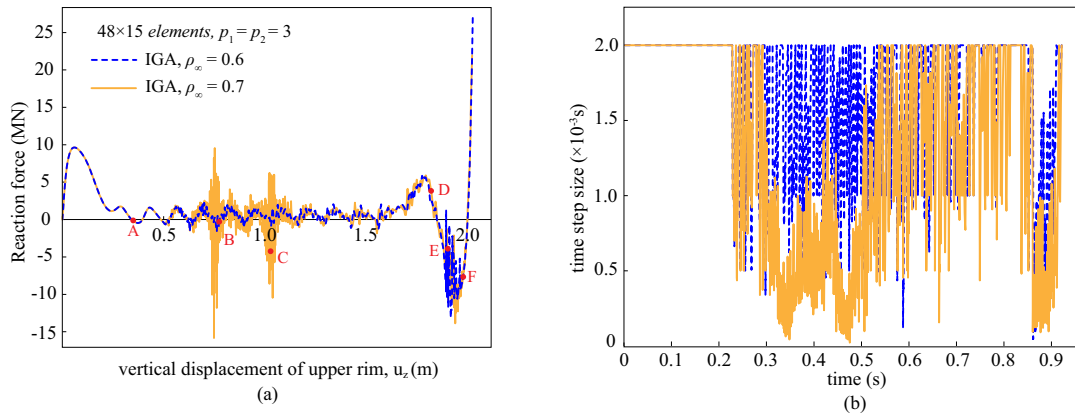 25
20
15
10
5
0
-5
-10
-15
Reaction force (MN)
48×15 elements, p₁ = p₂ = 3
IGA, ρ∞ = 0.6
IGA, ρ∞ = 0.7
A
B
C
D
E
F
0.5
1.0
1.5
2.0
vertical displacement of upper rim, uz (m)
(a)
2.0
1.5
1.0
0.5
0
time step size (×10⁻³s)
0
0.1
0.2
0.3
0.4
0.5
0.6
0.7
0.8
0.9
time (s)
(b)